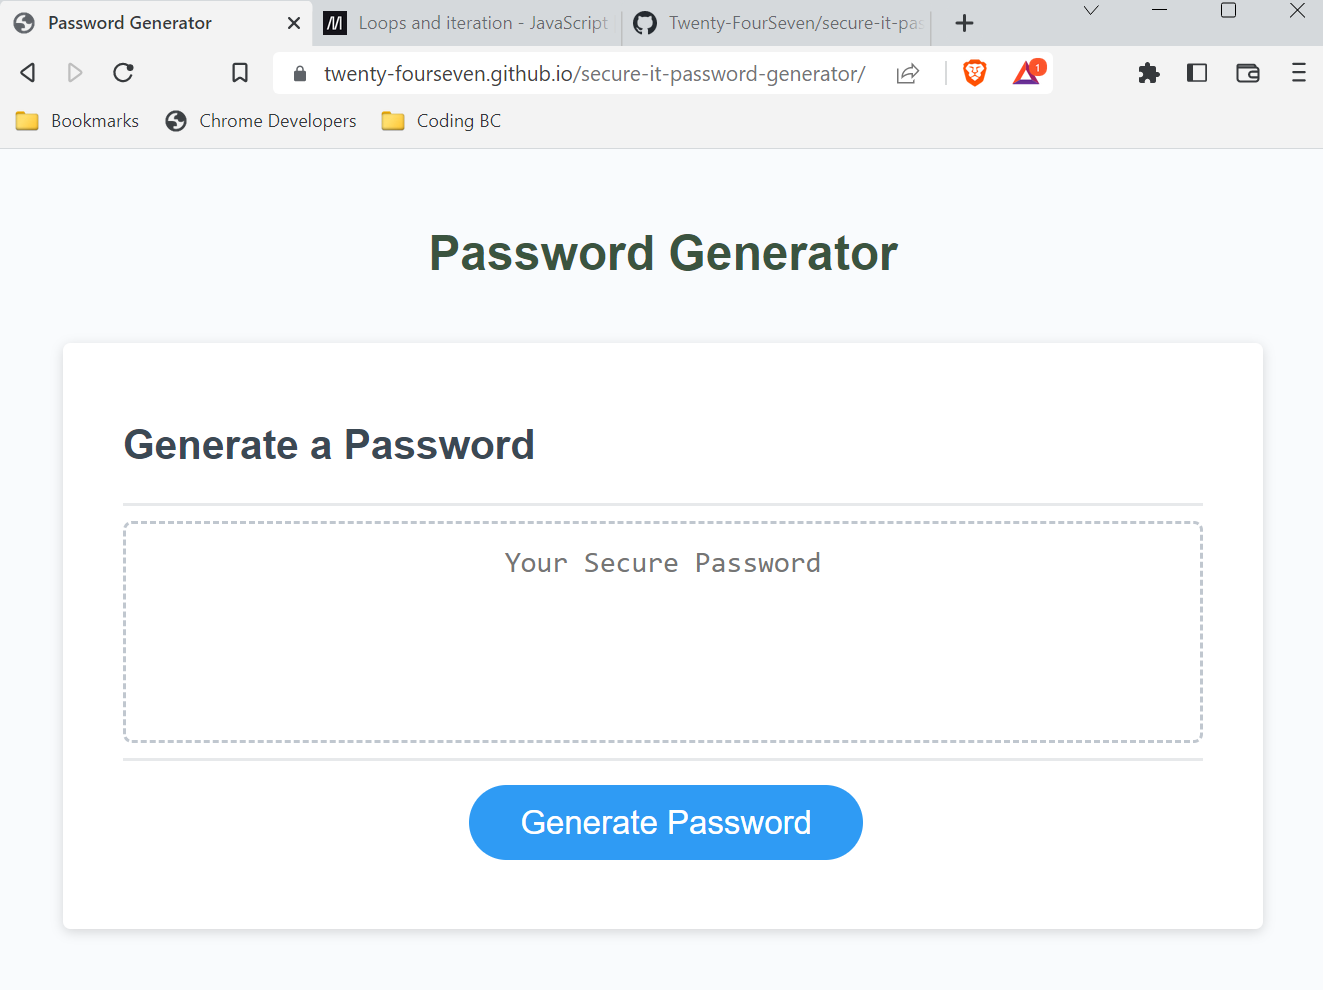 Password Generator
Loops and iteration - JavaScript
Twenty-FourSeven/secure-it-pas
twenty-fourseven.github.io/secure-it-password-generator/
1
Bookmarks
Chrome Developers
Coding BC
Password Generator
Generate a Password
Your Secure Password
Generate Password